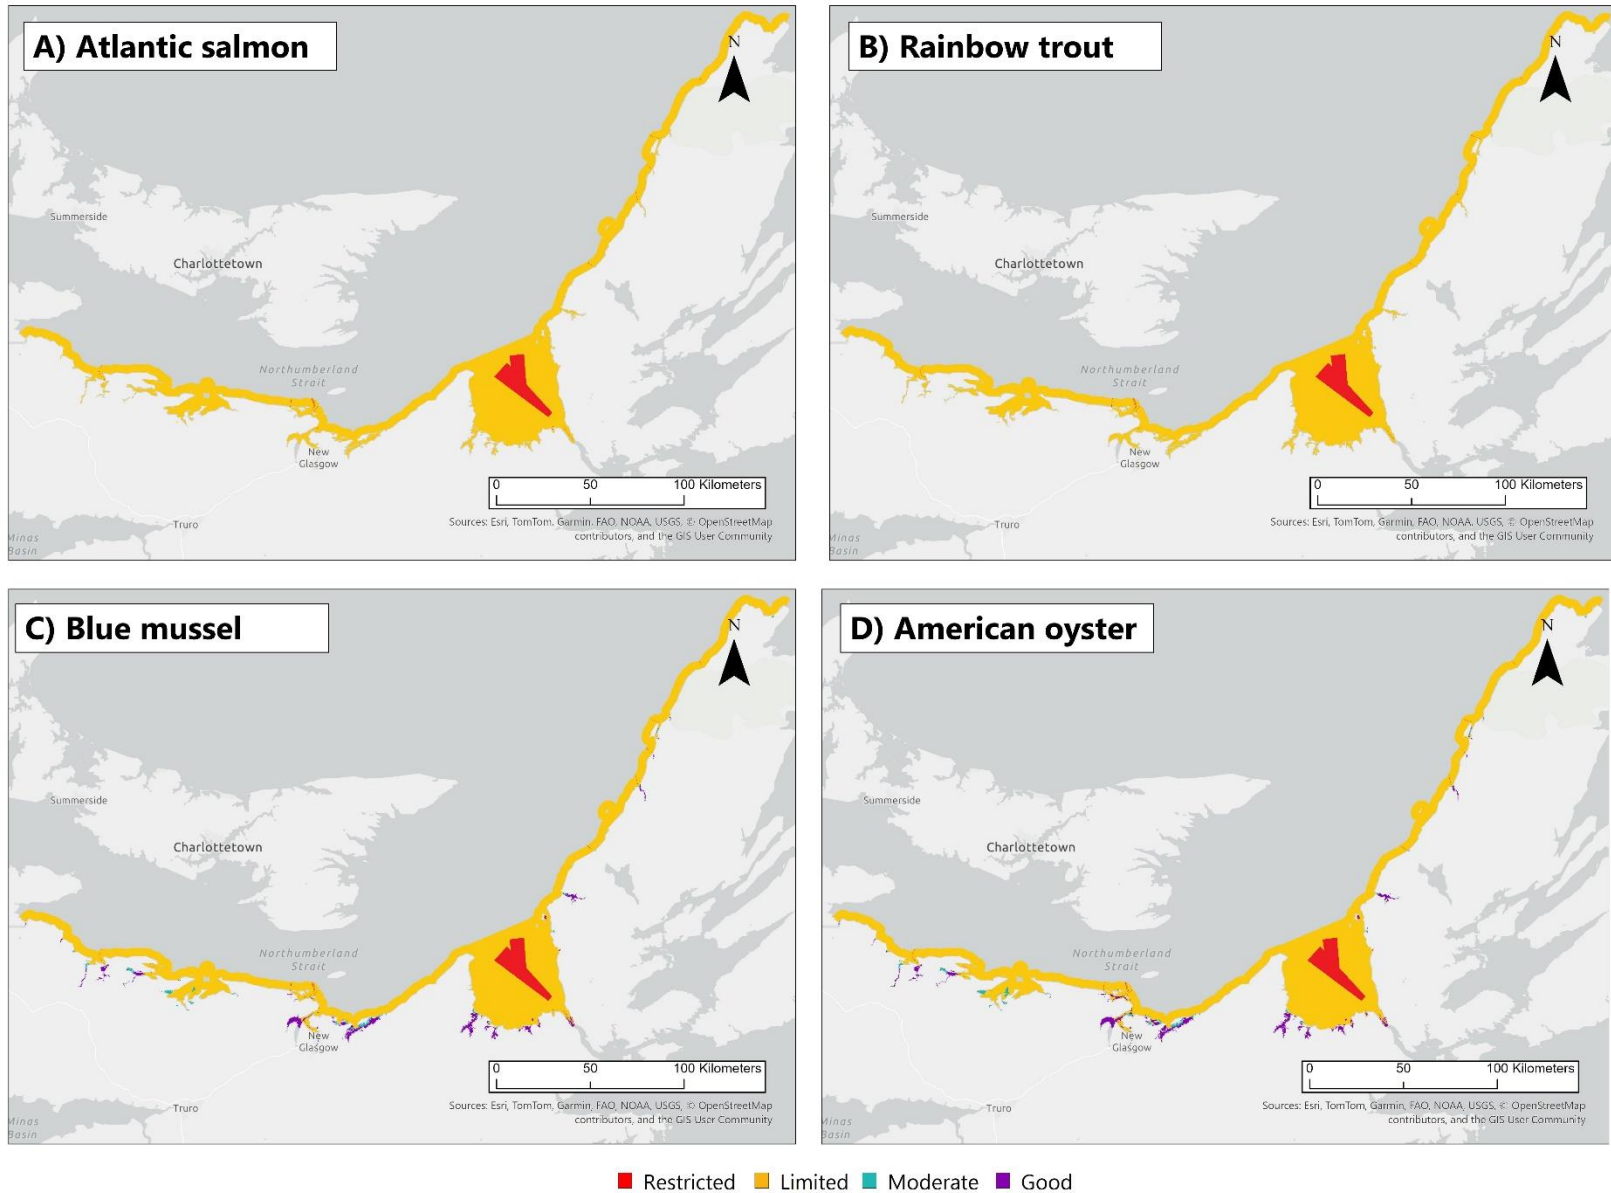 A) Atlantic salmon
N
Summerside
Charlottetown
Northumberland
Strait
New
Glasgow
0 50 100 Kilometers
Truro
Minas
Basin
Sources: Esri, TomTom, Garmin, FAO, NOAA, USGS, © OpenStreetMap
contributors, and the GIS User Community
B) Rainbow trout
N
Summerside
Charlottetown
Northumberland
Strait
New
Glasgow
0 50 100 Kilometers
Truro
Minas
Basin
Sources: Esri, TomTom, Garmin, FAO, NOAA, USGS, © OpenStreetMap
contributors, and the GIS User Community
C) Blue mussel
N
Summerside
Charlottetown
Northumberland
Strait
New
Glasgow
0 50 100 Kilometers
Truro
Minas
Basin
Sources: Esri, TomTom, Garmin, FAO, NOAA, USGS, © OpenStreetMap
contributors, and the GIS User Community
D) American oyster
N
Summerside
Charlottetown
Northumberland
Strait
New
Glasgow
0 50 100 Kilometers
Truro
Minas
Basin
Sources: Esri, TomTom, Garmin, FAO, NOAA, USGS, © OpenStreetMap
contributors, and the GIS User Community
Restricted Limited Moderate Good